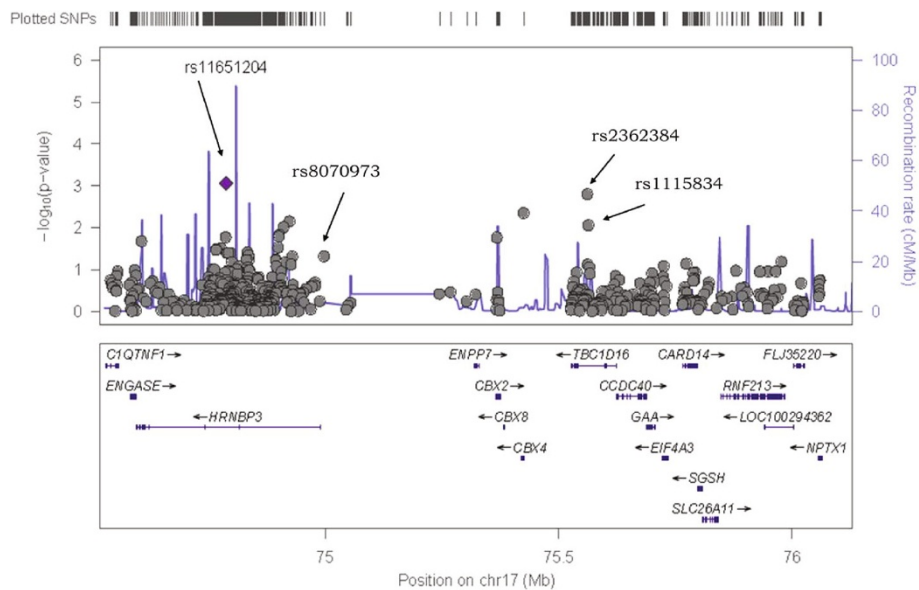 Plotted SNPs
6
5
4
3
2
1
0
−log10(p-value)
100
80
60
40
20
0
Recombination rate (cM/Mb)
rs11651204
rs8070973
rs2362384
rs1115834
C1QTNF1→ ENPP7→ ←TBC1D16 CARD14→ FLJ35220→
ENGASE→ CBX2→ CCDC40→ RNF213→
←HRNBP3 ←CBX8 GAA→ ←LOC100294362
←CBX4 ←EIF4A3 ←NPTX1
←SGSH
SLC26A11→
75 75.5 76
Position on chr17 (Mb)